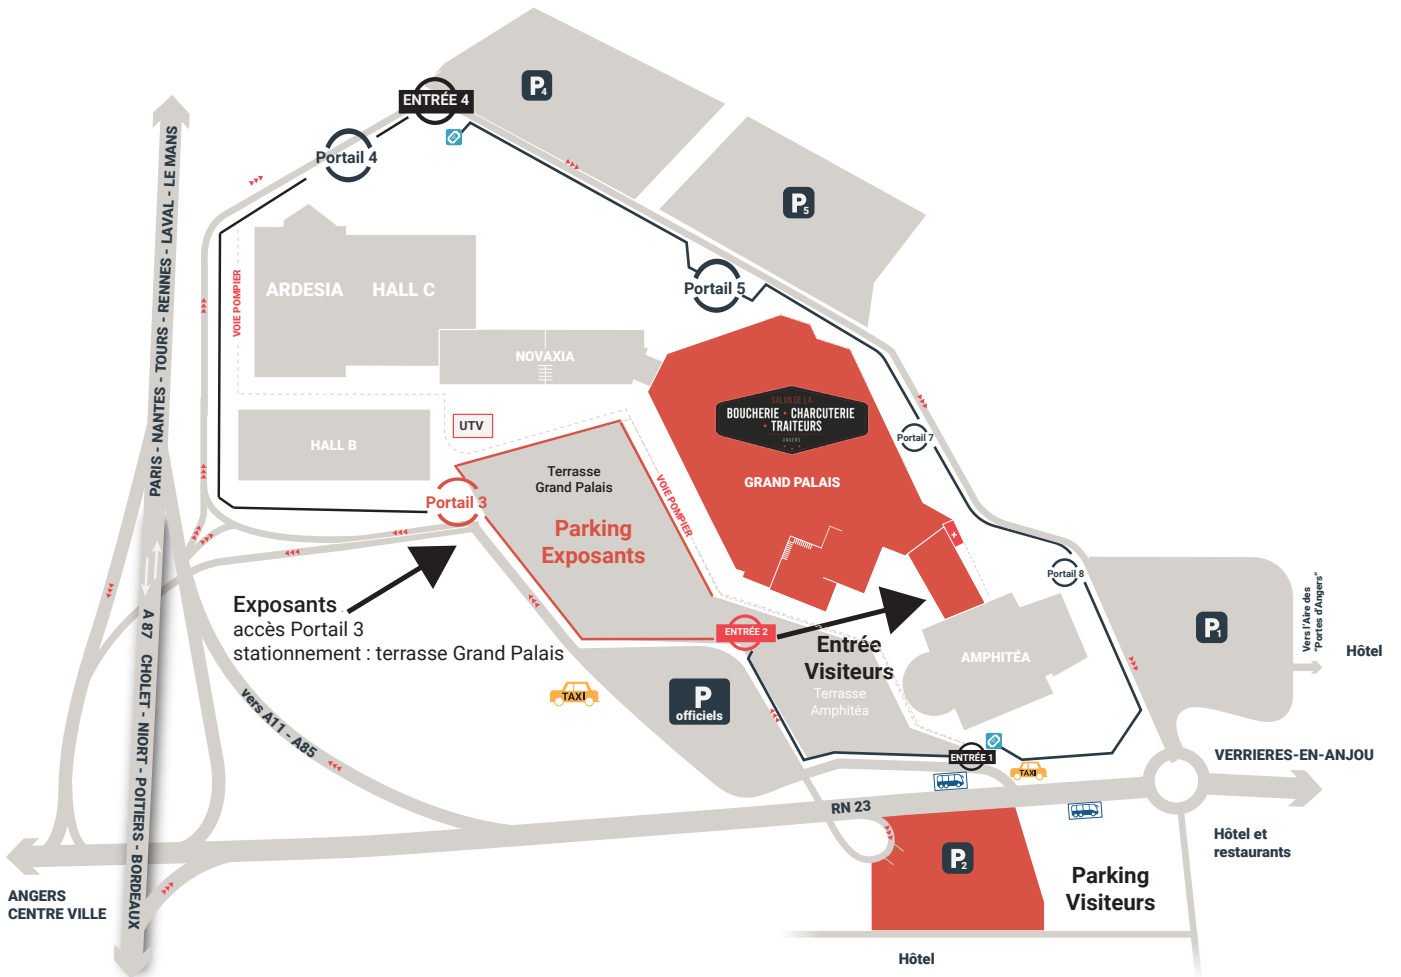 P4
ENTRÉE 4
Portail 4
P5
PARIS - NANTES - TOURS - RENNES - LAVAL - LE MANS
VOIE POMPIER
ARDESIA
HALL C
Portail 5
NOVAXIA
SALON DE LA
BOUCHERIE • CHARCUTERIE
• TRAITEURS
ANGERS
UTV
HALL B
Portail 7
Terrasse
Grand Palais
GRAND PALAIS
Portail 3
VOIE POMPIER
Parking
Exposants
Portail 8
Exposants
accès Portail 3
stationnement : terrasse Grand Palais
ENTRÉE 2
Entrée
Visiteurs
Terrasse
Amphitéa
AMPHITÉA
P1
Vers l'Aire des
"Portes d'Angers"
Hôtel
A 87 CHOLET - NIORT - POITIERS - BORDEAUX
vers A11 - A85
TAXI
P
officiels
ENTRÉE 1
TAXI
VERRIERES-EN-ANJOU
RN 23
Hôtel et
restaurants
P2
Parking
Visiteurs
ANGERS
CENTRE VILLE
Hôtel